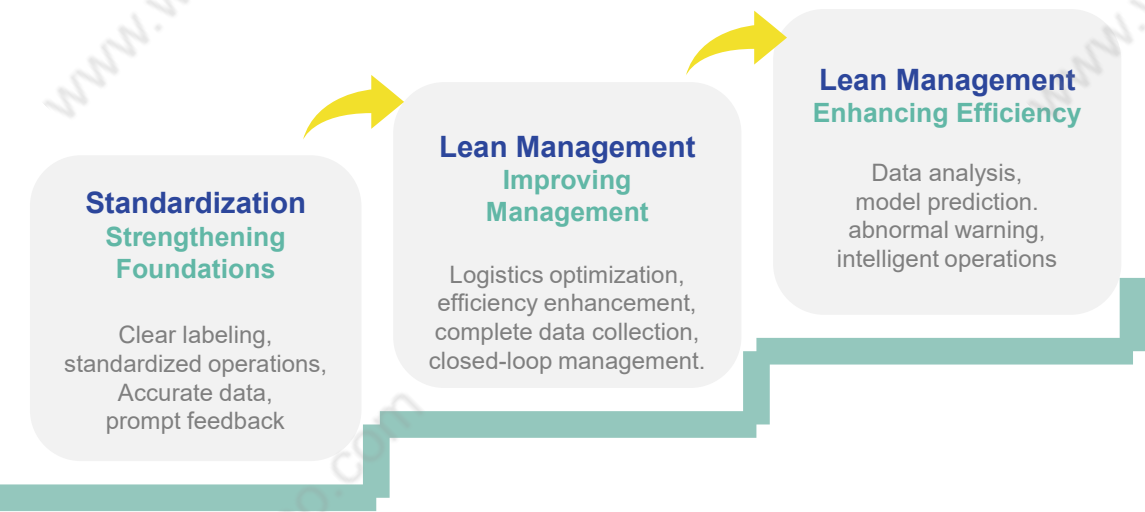 Standardization
Strengthening
Foundations
Clear labeling,
standardized operations,
Accurate data,
prompt feedback
Lean Management
Improving
Management
Logistics optimization,
efficiency enhancement,
complete data collection,
closed-loop management.
Lean Management
Enhancing Efficiency
Data analysis,
model prediction.
abnormal warning,
intelligent operations